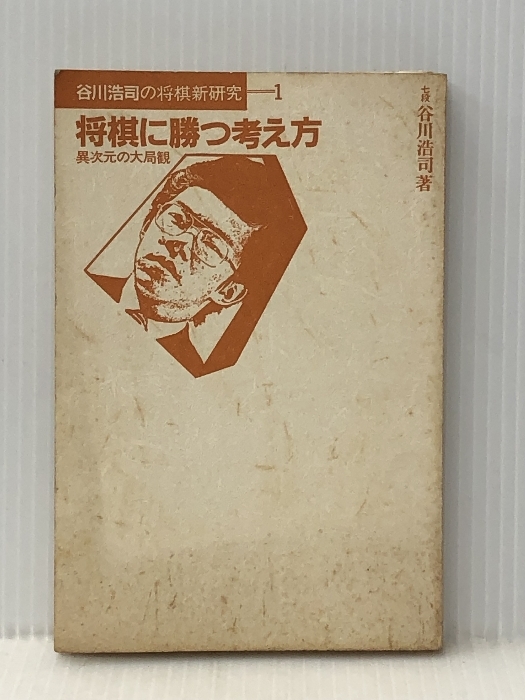 谷川浩司の将棋新研究—1
将棋に勝つ考え方
異次元の大局観
七段 谷川浩司著